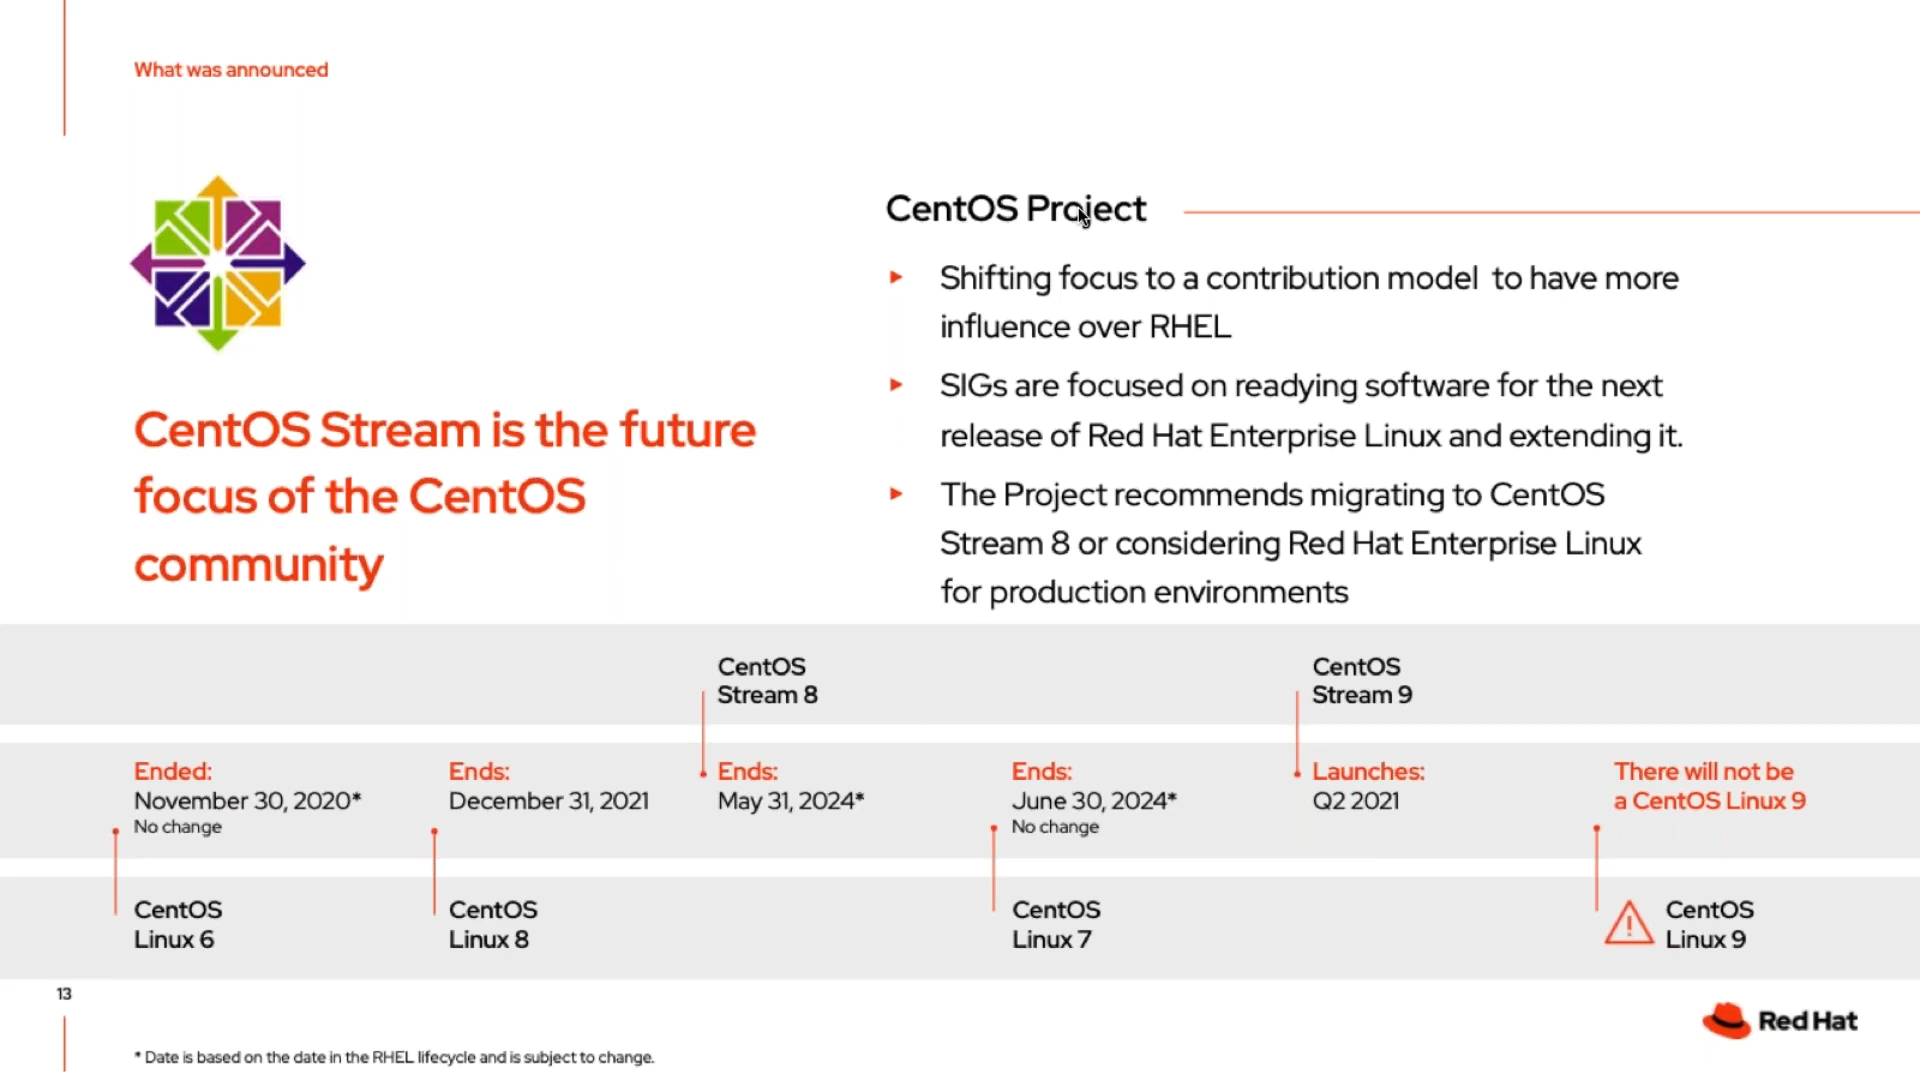 What was announced
CentOS Stream is the future
focus of the CentOS
community
CentOS Project
Shifting focus to a contribution model to have more
influence over RHEL
SIGs are focused on readying software for the next
release of Red Hat Enterprise Linux and extending it.
The Project recommends migrating to CentOS
Stream 8 or considering Red Hat Enterprise Linux
for production environments
CentOS
Stream 8
CentOS
Stream 9
Ended:
November 30, 2020*
No change
Ends:
December 31, 2021
Ends:
May 31, 2024*
Ends:
June 30, 2024*
No change
Launches:
Q2 2021
There will not be
a CentOS Linux 9
CentOS
Linux 6
CentOS
Linux 8
CentOS
Linux 7
CentOS
Linux 9
13
Red Hat
* Date is based on the date in the RHEL lifecycle and is subject to change.